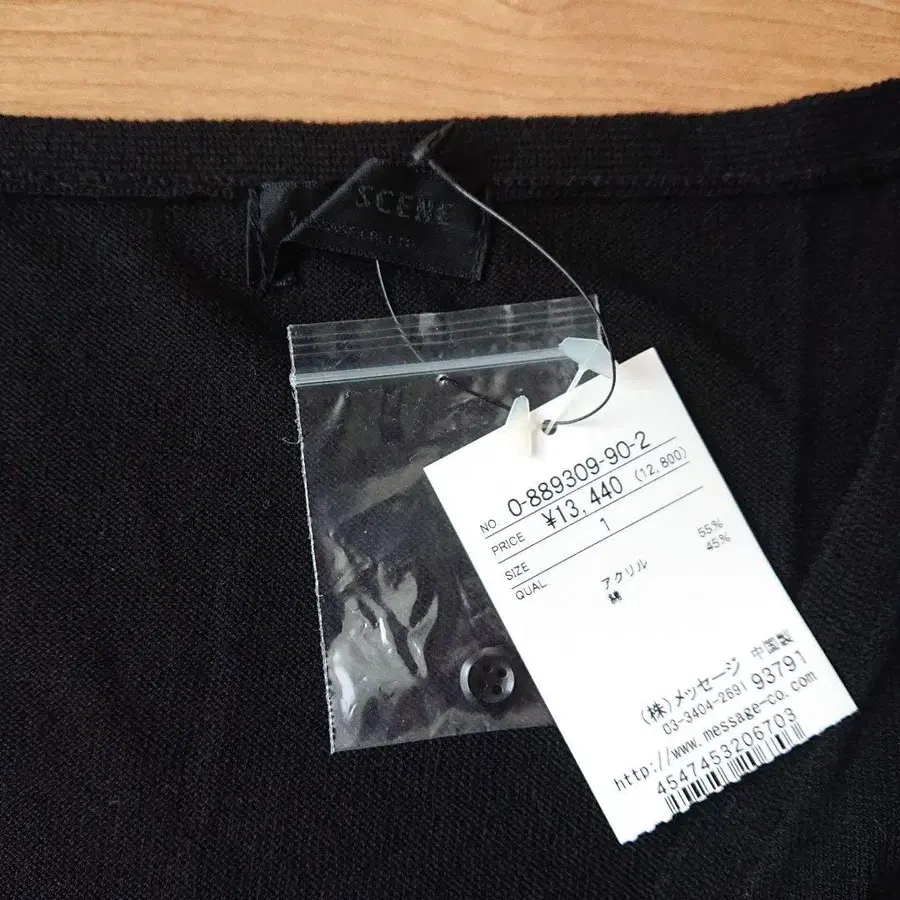 SCENE
NO. 0-889309-90-2
PRICE ¥13,440 (12,800)
SIZE 1
QUAL アクリル 55%
綿 45%
(株)メッセージ 中国製
03-3404-2691 93791
http://www.message-co.com
4547453206703